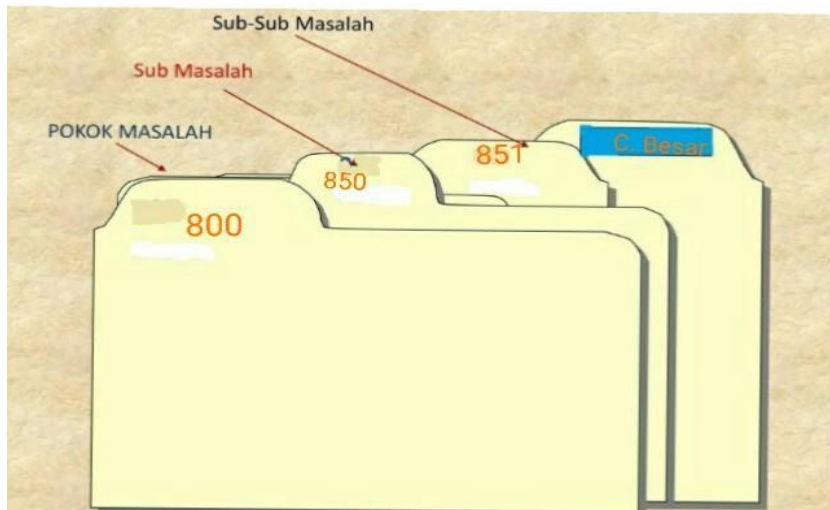 Sub-Sub Masalah
Sub Masalah
POKOK MASALAH
851
C. Besar
850
800